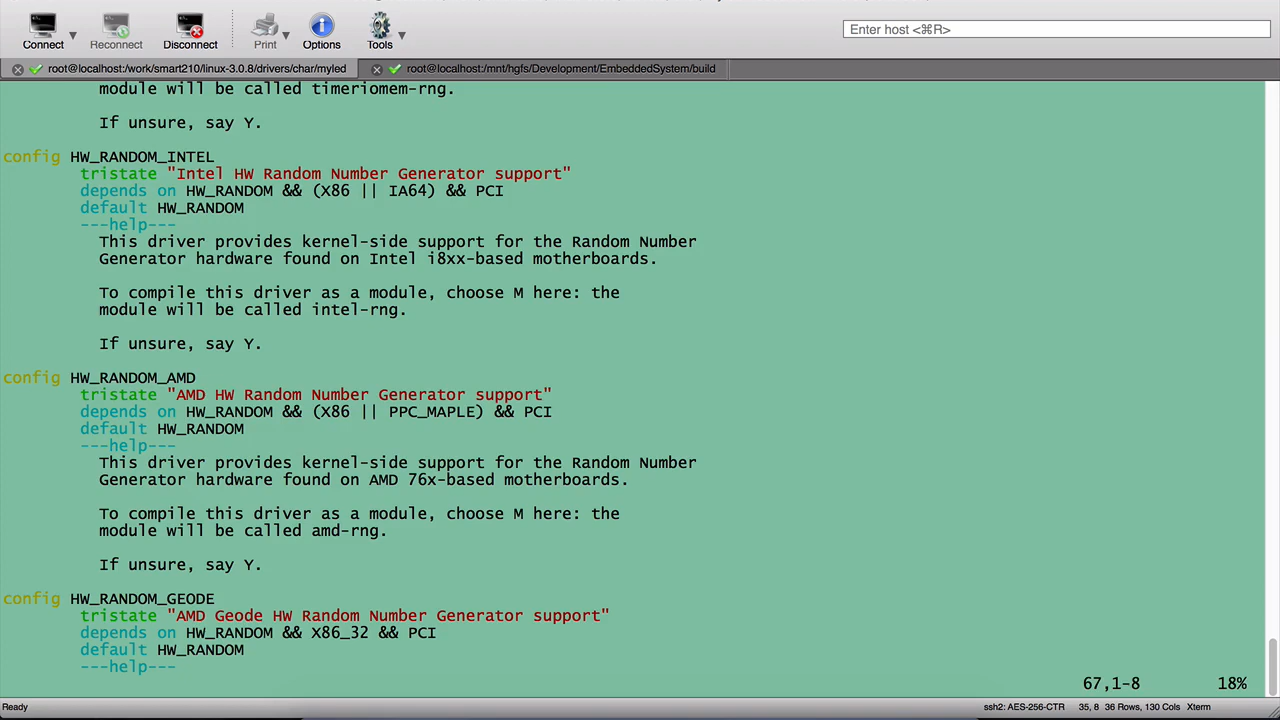 Connect
Reconnect
Disconnect
Print
Options
Tools
Enter host <⌘R>
root@localhost:/work/smart210/linux-3.0.8/drivers/char/myled
root@localhost:/mnt/hgfs/Development/EmbeddedSystem/build
module will be called timeriomem-rng.
If unsure, say Y.
config HW_RANDOM_INTEL
tristate "Intel HW Random Number Generator support"
depends on HW_RANDOM && (X86 || IA64) && PCI
default HW_RANDOM
---help---
This driver provides kernel-side support for the Random Number
Generator hardware found on Intel i8xx-based motherboards.
To compile this driver as a module, choose M here: the
module will be called intel-rng.
If unsure, say Y.
config HW_RANDOM_AMD
tristate "AMD HW Random Number Generator support"
depends on HW_RANDOM && (X86 || PPC_MAPLE) && PCI
default HW_RANDOM
---help---
This driver provides kernel-side support for the Random Number
Generator hardware found on AMD 76x-based motherboards.
To compile this driver as a module, choose M here: the
module will be called amd-rng.
If unsure, say Y.
config HW_RANDOM_GEODE
tristate "AMD Geode HW Random Number Generator support"
depends on HW_RANDOM && X86_32 && PCI
default HW_RANDOM
---help---
67,1-8 18%
Ready
ssh2: AES-256-CTR 35, 8 36 Rows, 130 Cols Xterm